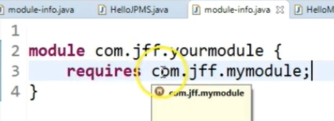 module-info.java HelloJPMS.java module-info.java HelloM
1
2 module com.jff.yourmodule {
3 requires com.jff.mymodule;
4 }
com.jff.mymodule